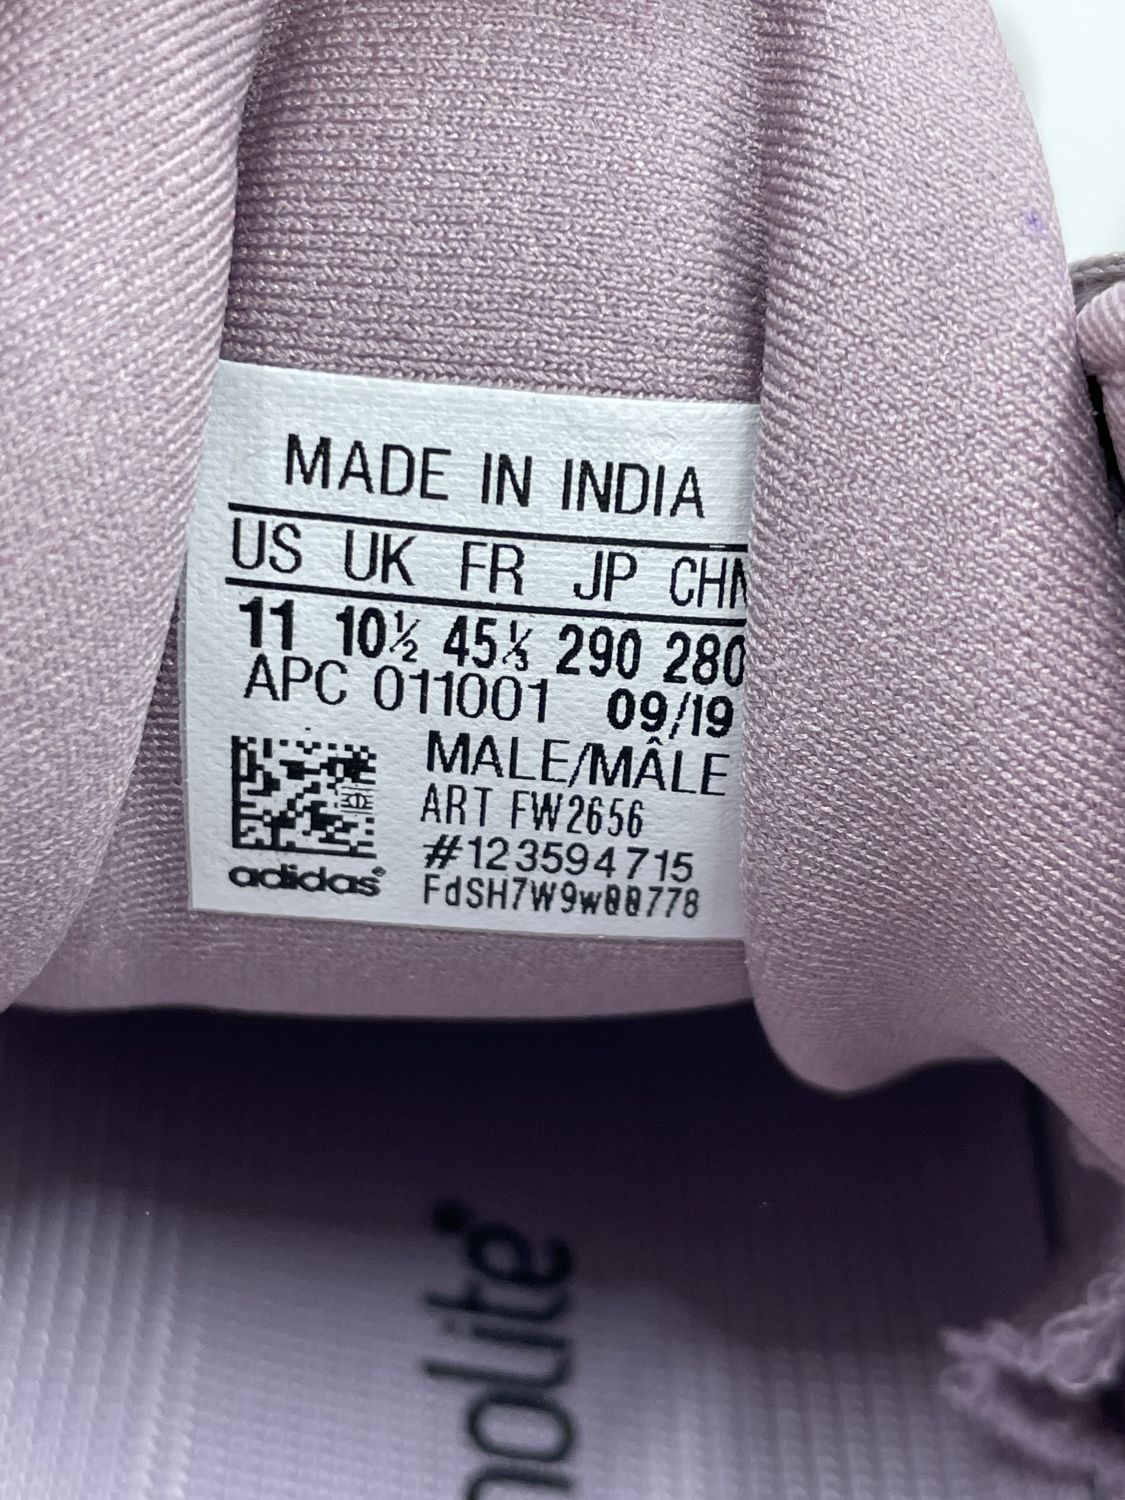 MADE IN INDIA
US UK FR JP CHN
11 10½ 45⅓ 290 280
APC 011001 09/19
MALE/MÂLE
ART FW2656
#123594715
adidas®
FdSH7W9w00778
nolite